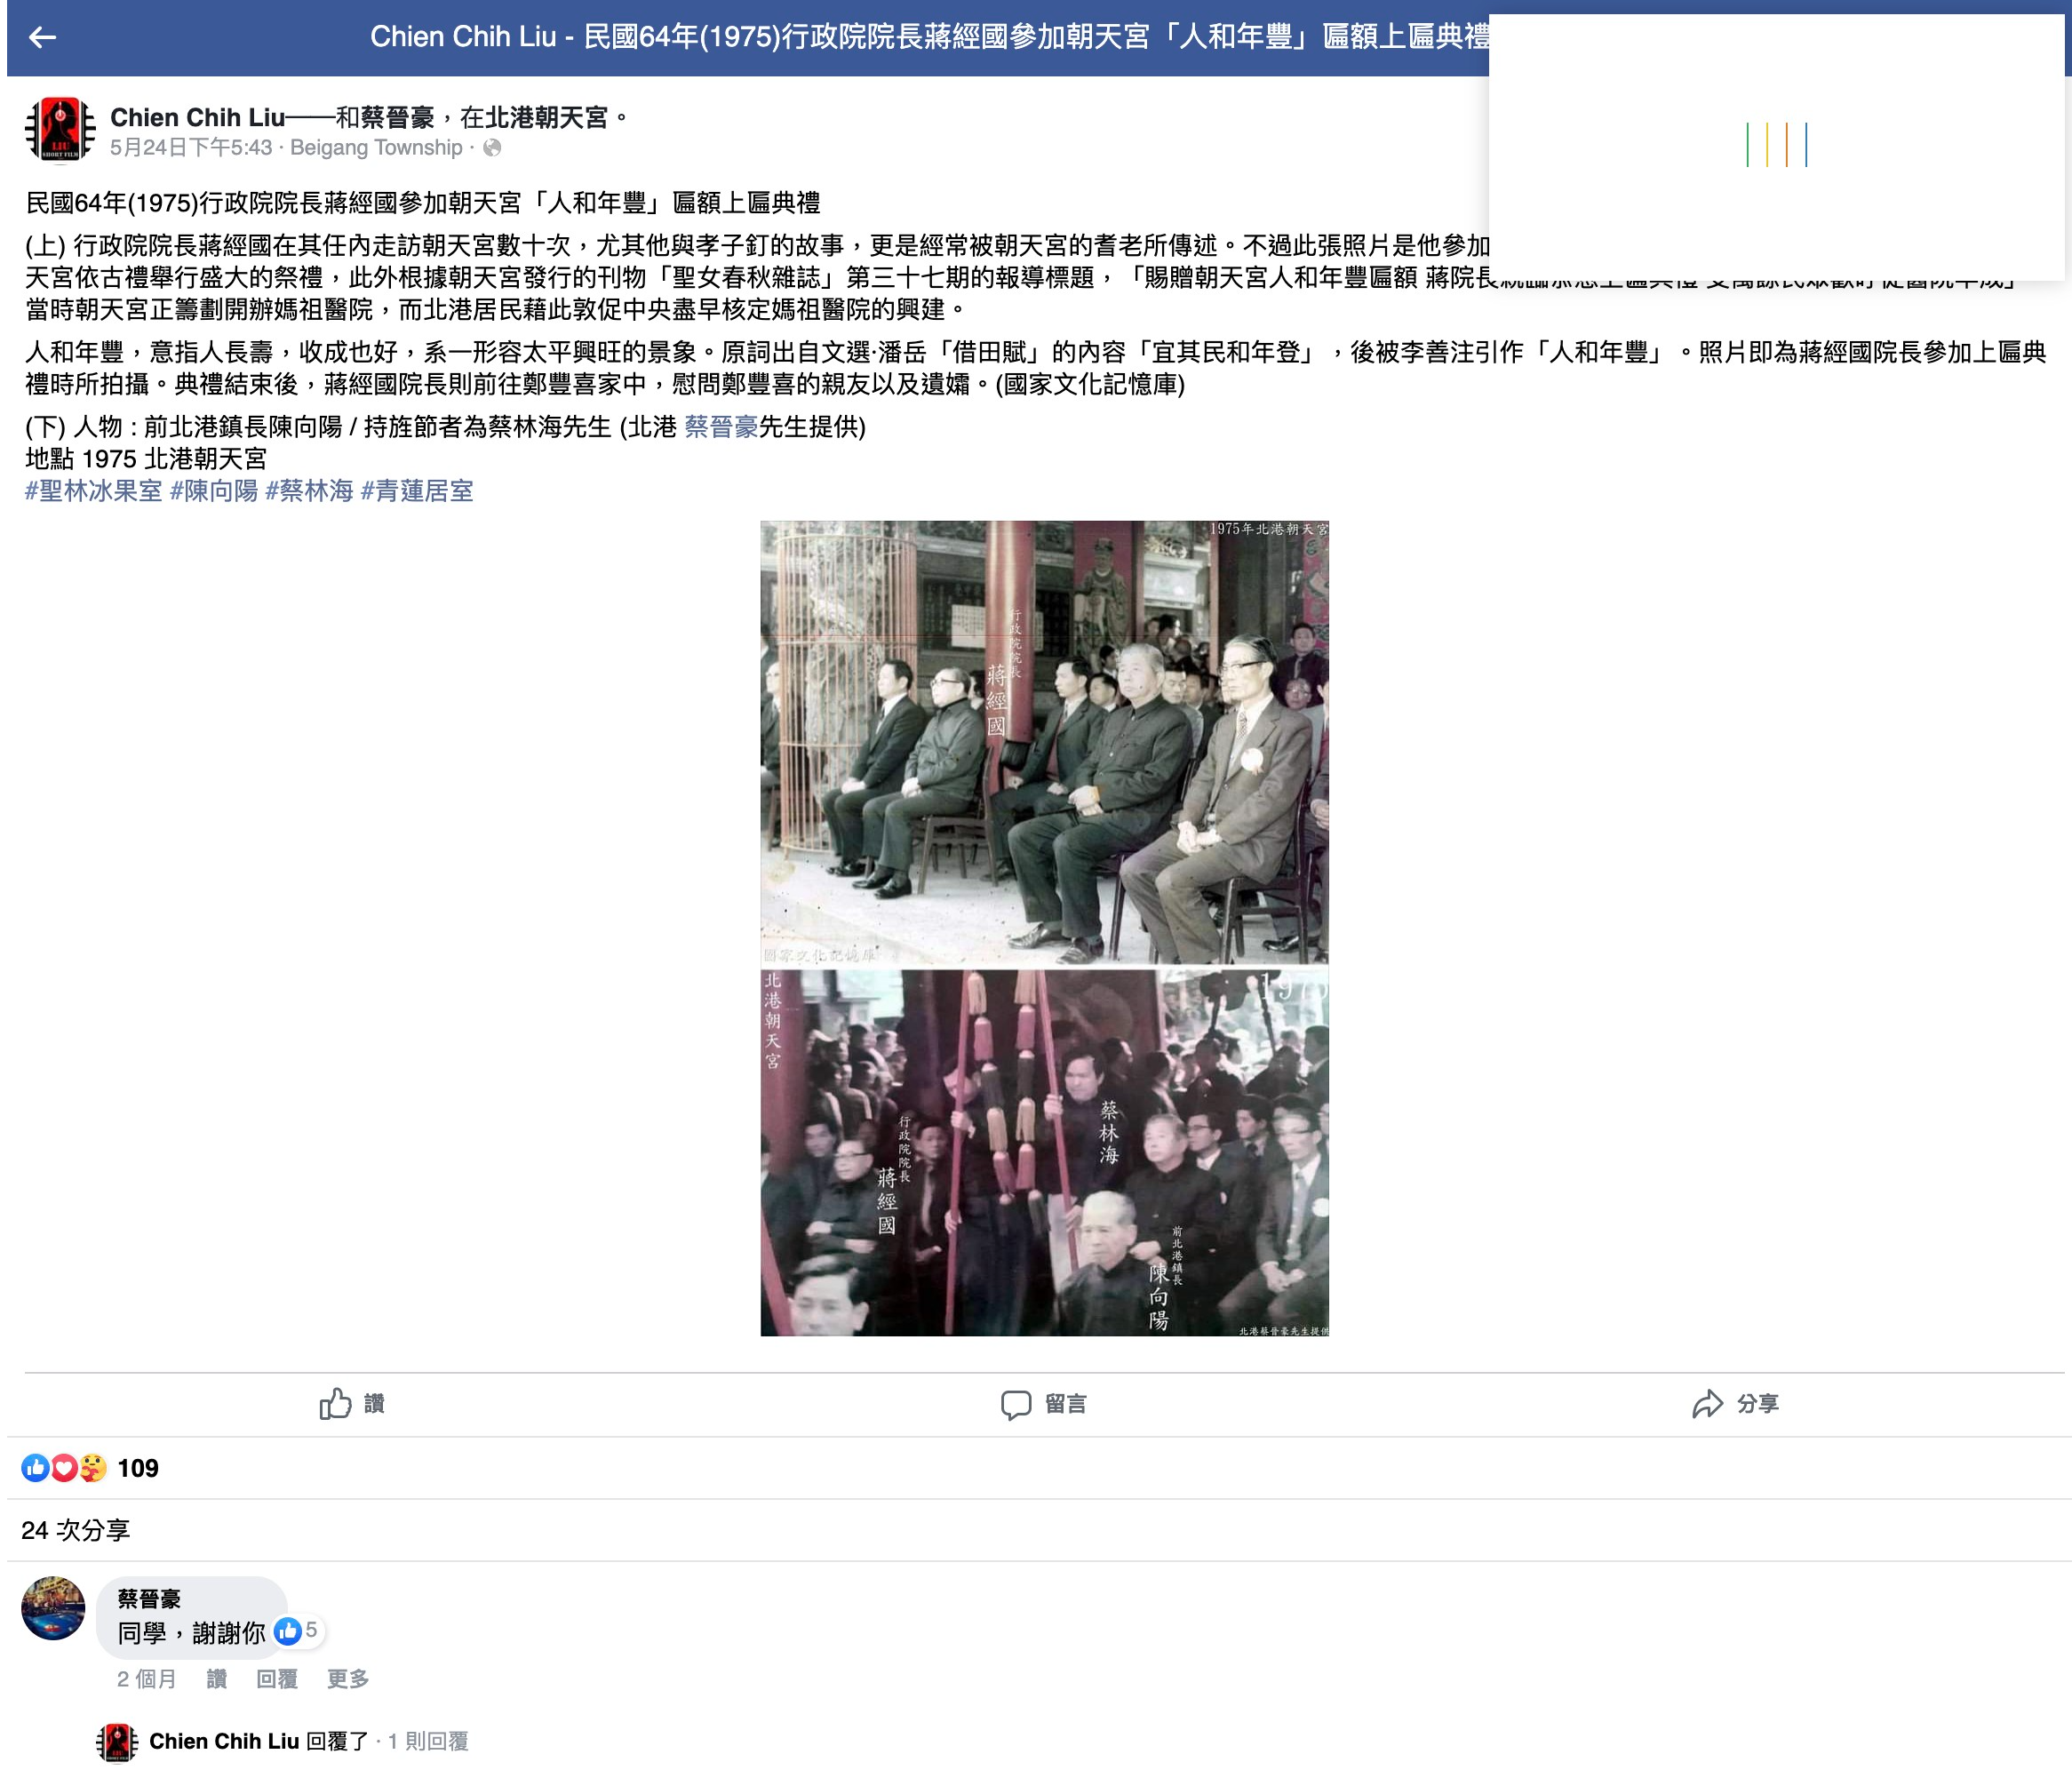 Chien Chih Liu - 民國64年(1975)行政院院長蔣經國參加朝天宮「人和年豐」匾額上匾典禮
Chien Chih Liu——和蔡晉豪,在北港朝天宮。
5月24日下午5:43 · Beigang Township ·
民國64年(1975)行政院院長蔣經國參加朝天宮「人和年豐」匾額上匾典禮
(上) 行政院院長蔣經國在其任內走訪朝天宮數十次,尤其他與孝子釘的故事,更是經常被朝天宮的耆老所傳述。不過此張照片是他參加
天宮依古禮舉行盛大的祭禮,此外根據朝天宮發行的刊物「聖女春秋雜誌」第三十七期的報導標題,「賜贈朝天宮人和年豐匾額 蔣院長
當時朝天宮正籌劃開辦媽祖醫院,而北港居民藉此敦促中央盡早核定媽祖醫院的興建。
人和年豐,意指人長壽,收成也好,系一形容太平興旺的景象。原詞出自文選·潘岳「借田賦」的內容「宜其民和年登」,後被李善注引作「人和年豐」。照片即為蔣經國院長參加上匾典
禮時所拍攝。典禮結束後,蔣經國院長則前往鄭豐喜家中,慰問鄭豐喜的親友以及遺孀。(國家文化記憶庫)
(下) 人物 : 前北港鎮長陳向陽 / 持旌節者為蔡林海先生 (北港 蔡晉豪先生提供)
地點 1975 北港朝天宮
#聖林冰果室 #陳向陽 #蔡林海 #青蓮居室
1975年北港朝天宮
行政院院長
蔣經國
國家文化記憶庫
北港朝天宮
1975
蔡林海
行政院院長
蔣經國
前北港鎮長
陳向陽
北港蔡晉豪先生提供
讚
留言
分享
109
24 次分享
蔡晉豪
同學,謝謝你
5
2 個月 讚 回覆 更多
Chien Chih Liu 回覆了 · 1 則回覆